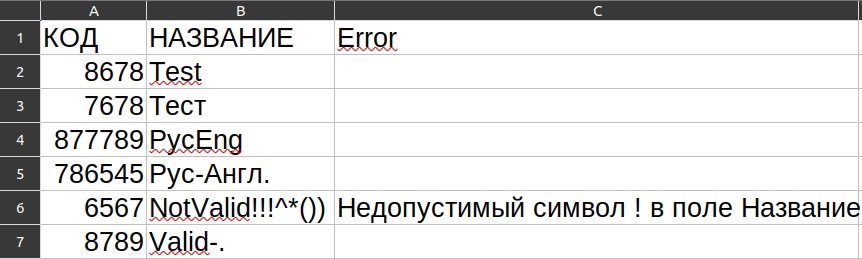 A B C
1 КОД НАЗВАНИЕ Error
2 8678 Test
3 7678 Тест
4 877789 РусEng
5 786545 Рус-Англ.
6 6567 NotValid!!!^*()) Недопустимый символ ! в поле Название
7 8789 Valid-.